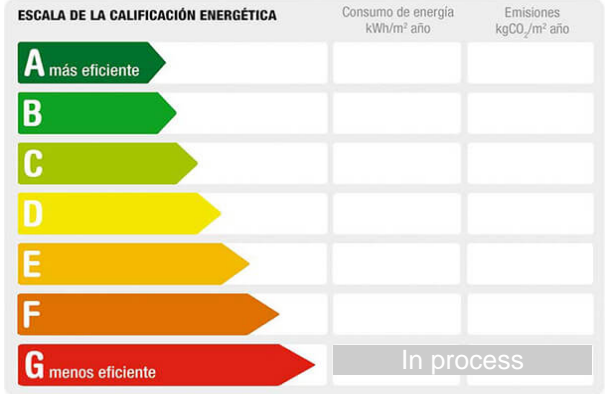 ESCALA DE LA CALIFICACIÓN ENERGÉTICA
Consumo de energía
kWh/m² año
Emisiones
kgCO₂/m² año
A más eficiente
B
C
D
E
F
G menos eficiente
In process